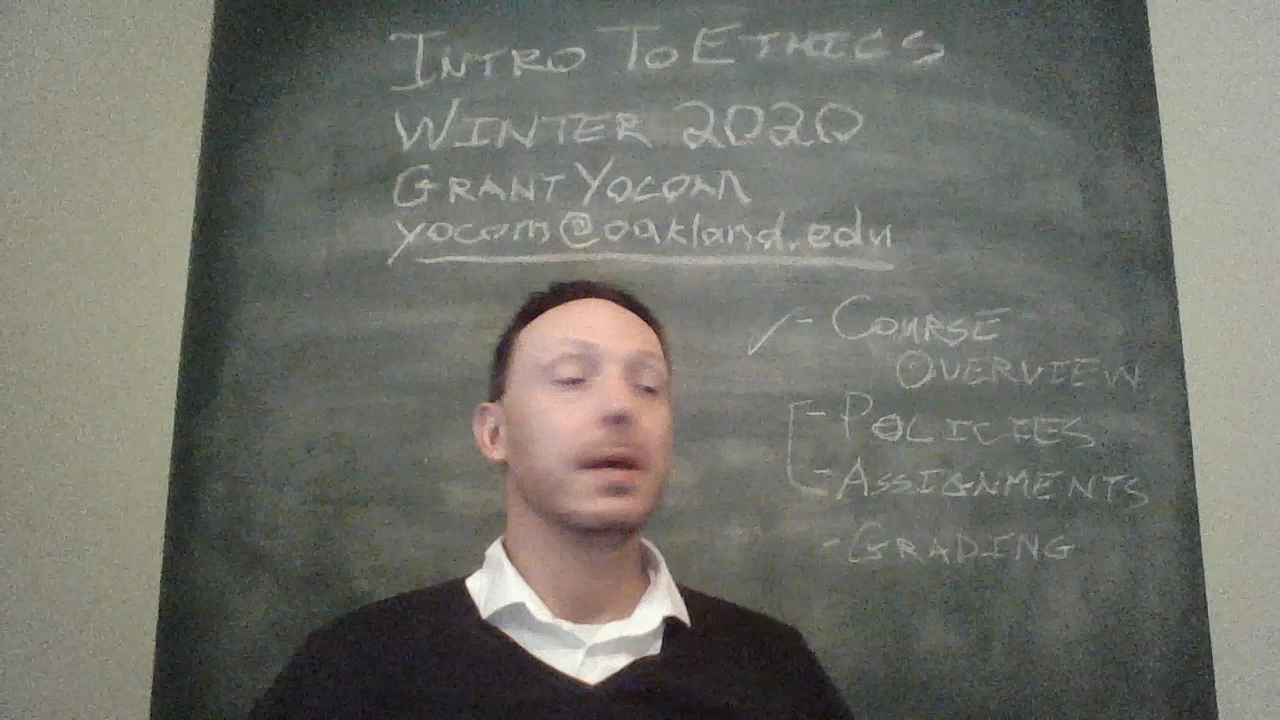 INTRO TO ETHICS
WINTER 2020
GRANT YOCOM
yocom@oakland.edu
✓- COURSE
OVERVIEW
- POLICIES
- ASSIGNMENTS
- GRADING